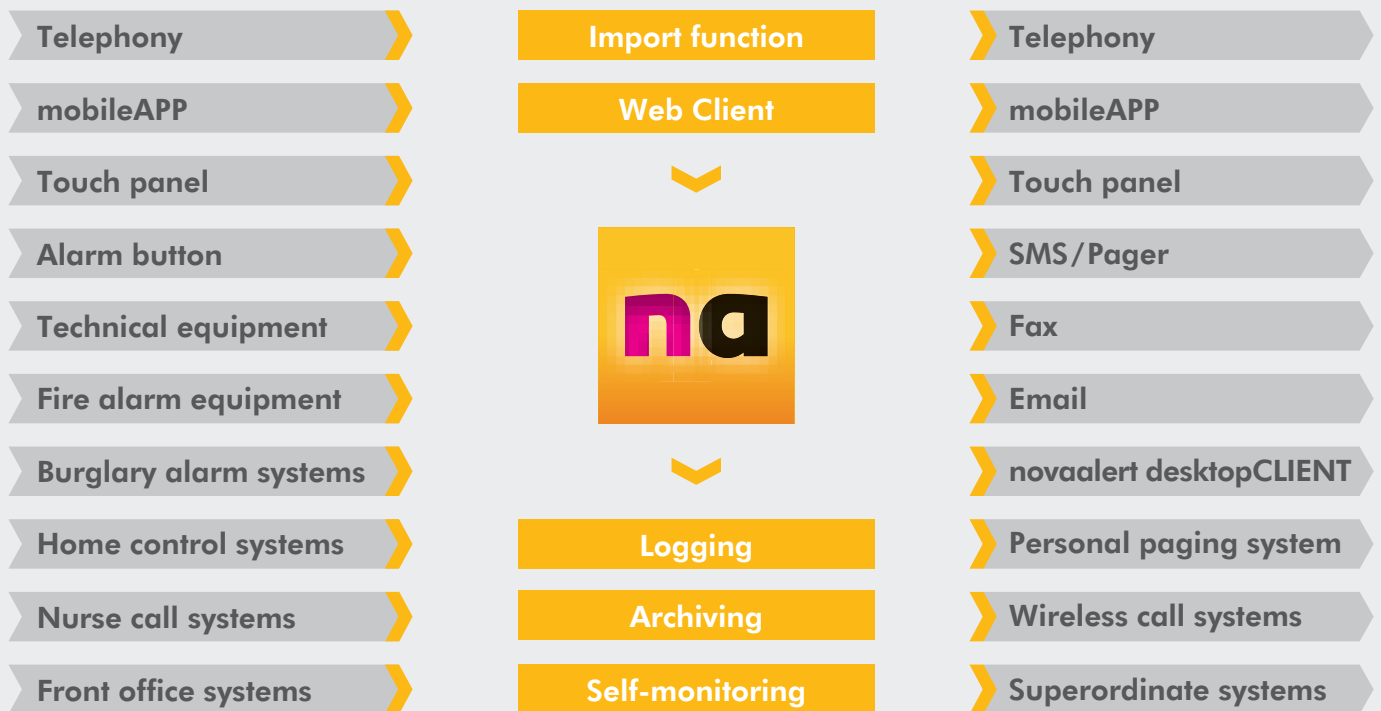 Telephony
mobileAPP
Touch panel
Alarm button
Technical equipment
Fire alarm equipment
Burglary alarm systems
Home control systems
Nurse call systems
Front office systems
Import function
Web Client
na
Logging
Archiving
Self-monitoring
Telephony
mobileAPP
Touch panel
SMS/Pager
Fax
Email
novaalert desktopCLIENT
Personal paging system
Wireless call systems
Superordinate systems